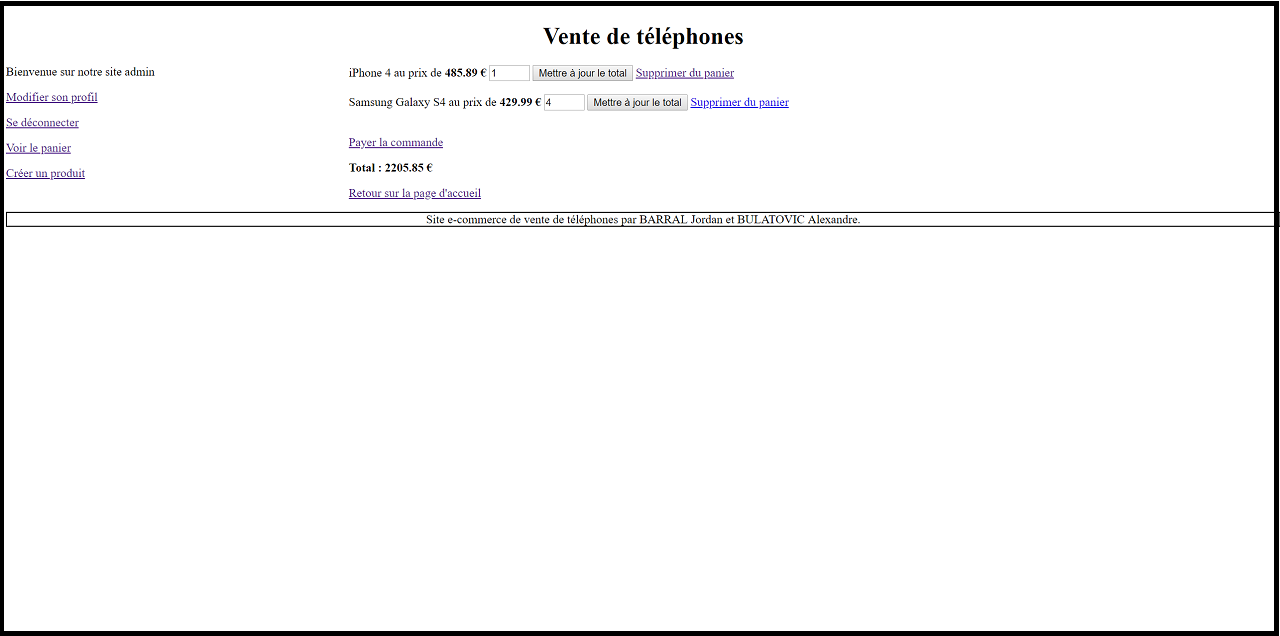 Vente de téléphones
Bienvenue sur notre site admin
Modifier son profil
Se déconnecter
Voir le panier
Créer un produit
iPhone 4 au prix de 485.89 € 1 Mettre à jour le total Supprimer du panier
Samsung Galaxy S4 au prix de 429.99 € 4 Mettre à jour le total Supprimer du panier
Payer la commande
Total : 2205.85 €
Retour sur la page d'accueil
Site e-commerce de vente de téléphones par BARRAL Jordan et BULATOVIC Alexandre.